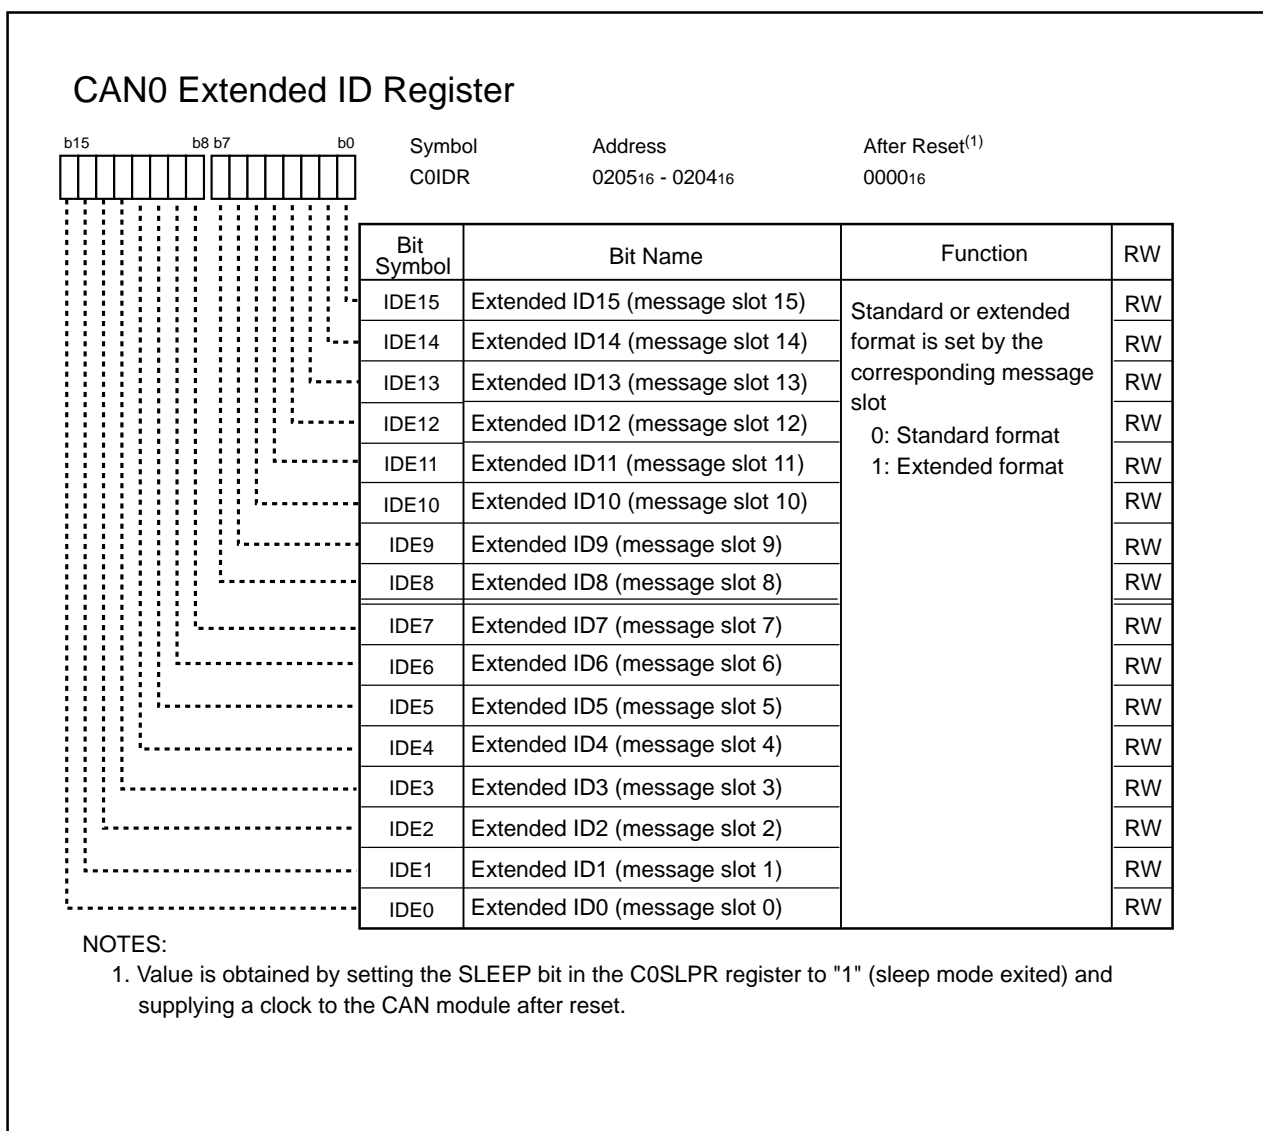 CAN0 Extended ID Register
b15 b8 b7 b0 Symbol Address After Reset(1)
C0IDR 020516 - 020416 000016
Bit Symbol Bit Name Function RW
IDE15 Extended ID15 (message slot 15) RW
Standard or extended
IDE14 Extended ID14 (message slot 14) RW
format is set by the
IDE13 Extended ID13 (message slot 13) RW
corresponding message
slot
IDE12 Extended ID12 (message slot 12) RW
0: Standard format
IDE11 Extended ID11 (message slot 11) RW
1: Extended format
IDE10 Extended ID10 (message slot 10) RW
IDE9 Extended ID9 (message slot 9) RW
IDE8 Extended ID8 (message slot 8) RW
IDE7 Extended ID7 (message slot 7) RW
IDE6 Extended ID6 (message slot 6) RW
IDE5 Extended ID5 (message slot 5) RW
IDE4 Extended ID4 (message slot 4) RW
IDE3 Extended ID3 (message slot 3) RW
IDE2 Extended ID2 (message slot 2) RW
IDE1 Extended ID1 (message slot 1) RW
IDE0 Extended ID0 (message slot 0) RW
NOTES:
1. Value is obtained by setting the SLEEP bit in the C0SLPR register to "1" (sleep mode exited) and
supplying a clock to the CAN module after reset.